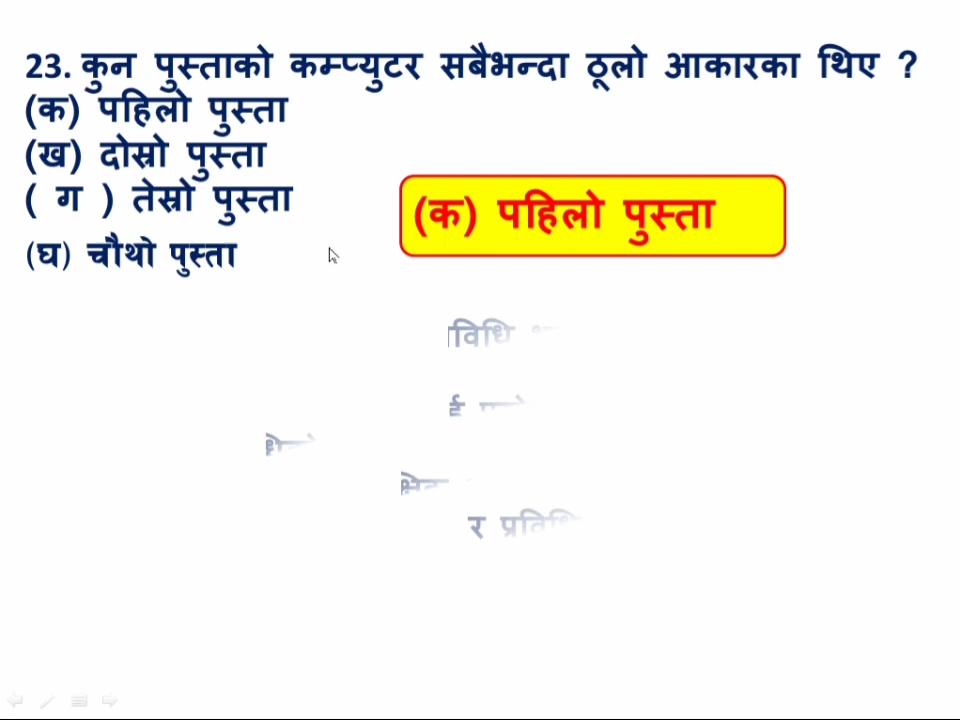 23. कुन पुस्ताको कम्प्युटर सबैभन्दा ठूलो आकारका थिए ?
(क) पहिलो पुस्ता
(ख) दोस्रो पुस्ता
( ग ) तेस्रो पुस्ता
(घ) चौथो पुस्ता
(क) पहिलो पुस्ता
र